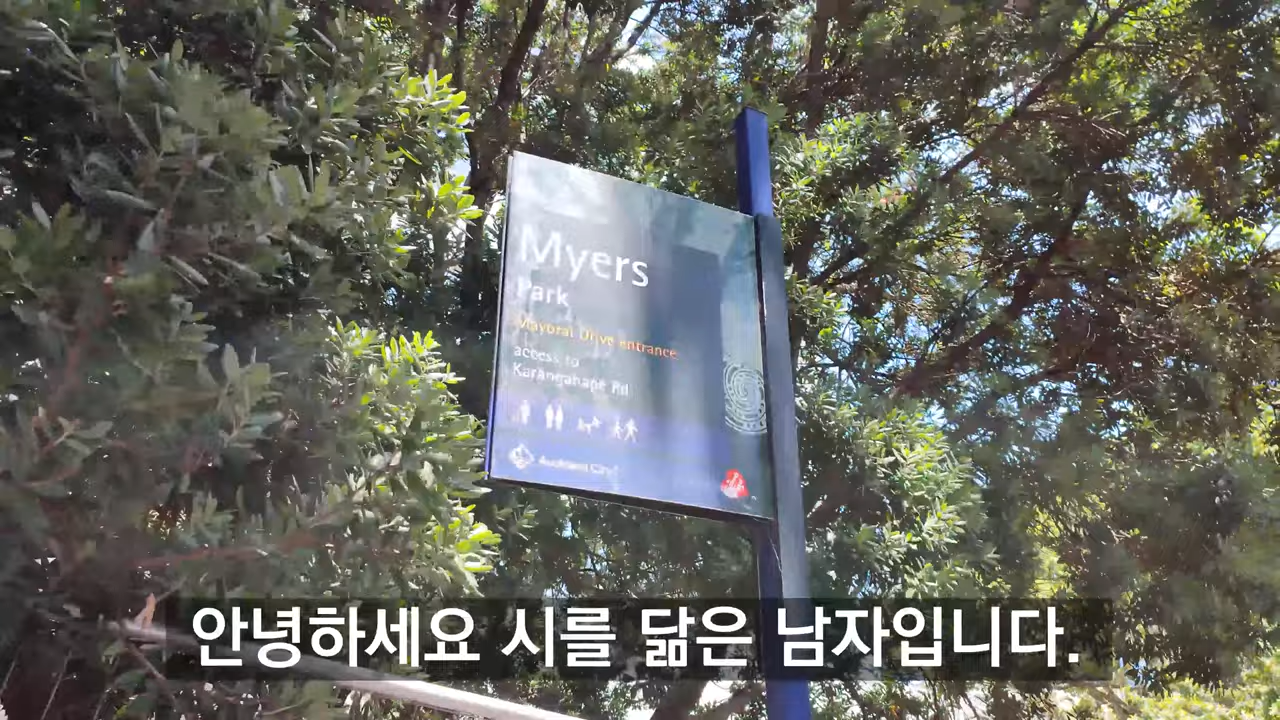 Myers
Park
Mayoral Drive entrance
access to
Karangahape Rd
Auckland City
안녕하세요 시를 닮은 남자입니다.